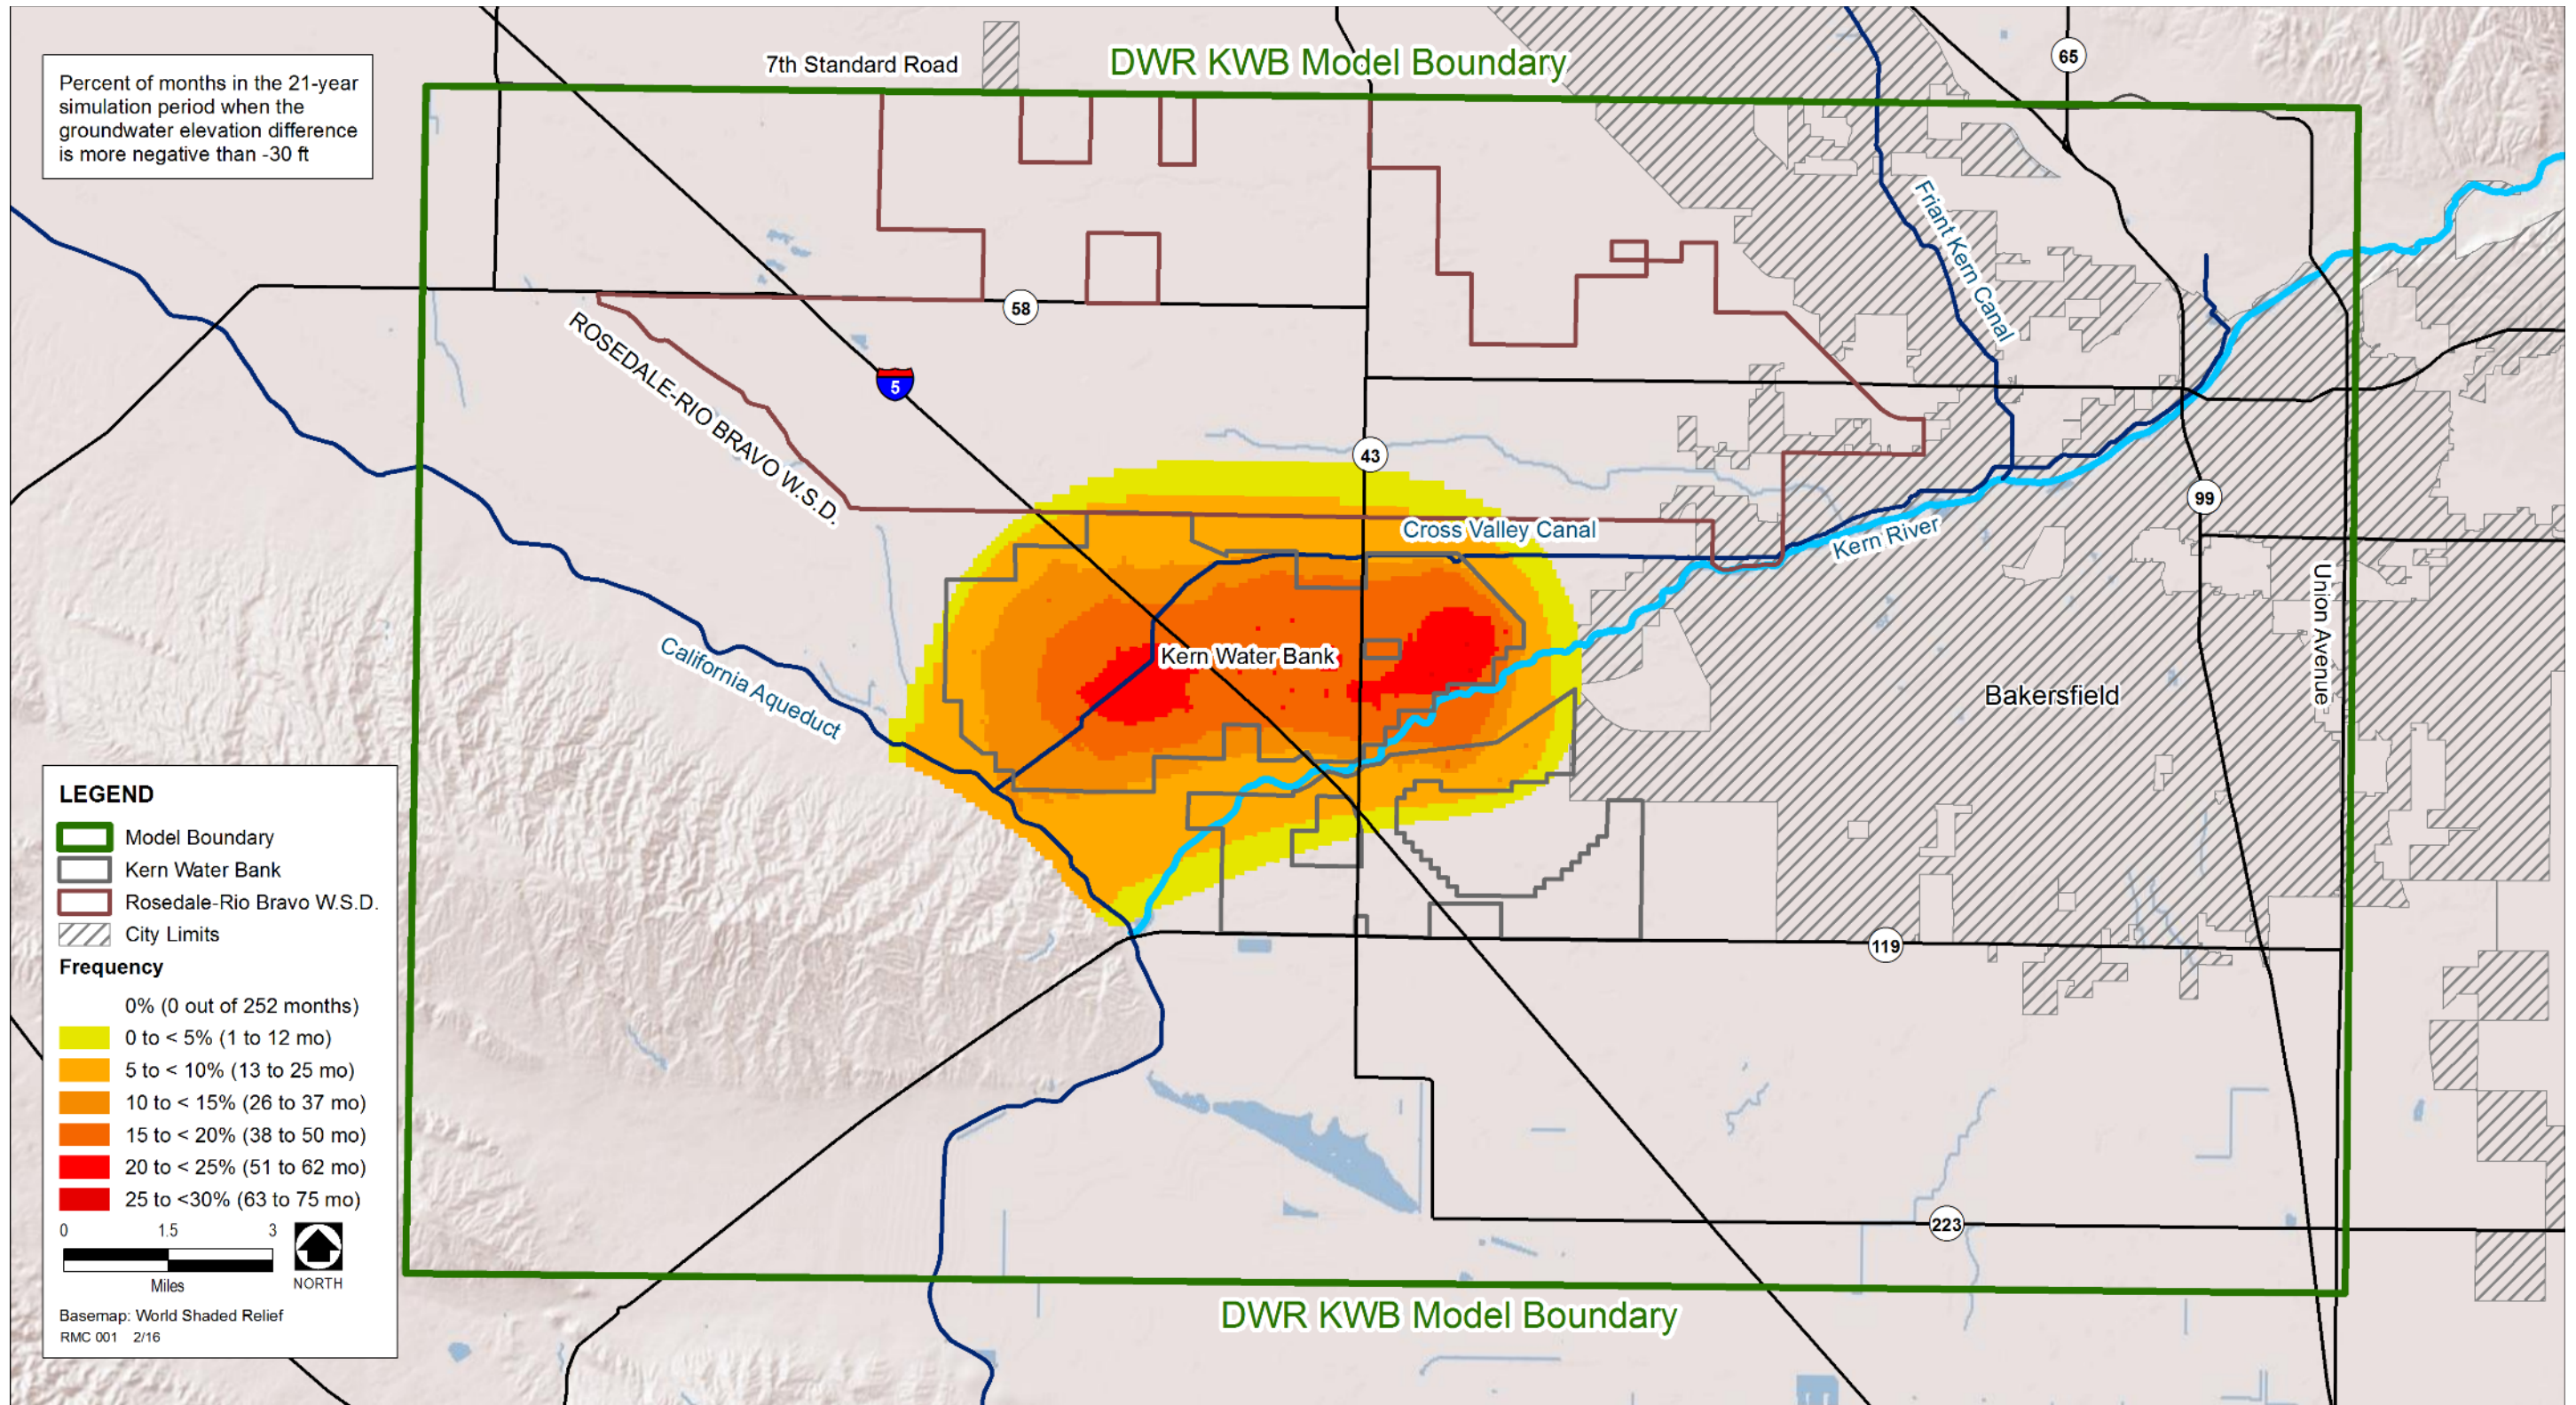 Percent of months in the 21-year
simulation period when the
groundwater elevation difference
is more negative than -30 ft
7th Standard Road
DWR KWB Model Boundary
65
Friant Kern Canal
58
ROSEDALE-RIO BRAVO W.S.D.
5
43
99
Cross Valley Canal
Kern River
Union Avenue
California Aqueduct
Kern Water Bank
Bakersfield
119
223
DWR KWB Model Boundary
LEGEND
Model Boundary
Kern Water Bank
Rosedale-Rio Bravo W.S.D.
City Limits
Frequency
0% (0 out of 252 months)
0 to < 5% (1 to 12 mo)
5 to < 10% (13 to 25 mo)
10 to < 15% (26 to 37 mo)
15 to < 20% (38 to 50 mo)
20 to < 25% (51 to 62 mo)
25 to <30% (63 to 75 mo)
0 1.5 3
Miles
NORTH
Basemap: World Shaded Relief
RMC 001 2/16